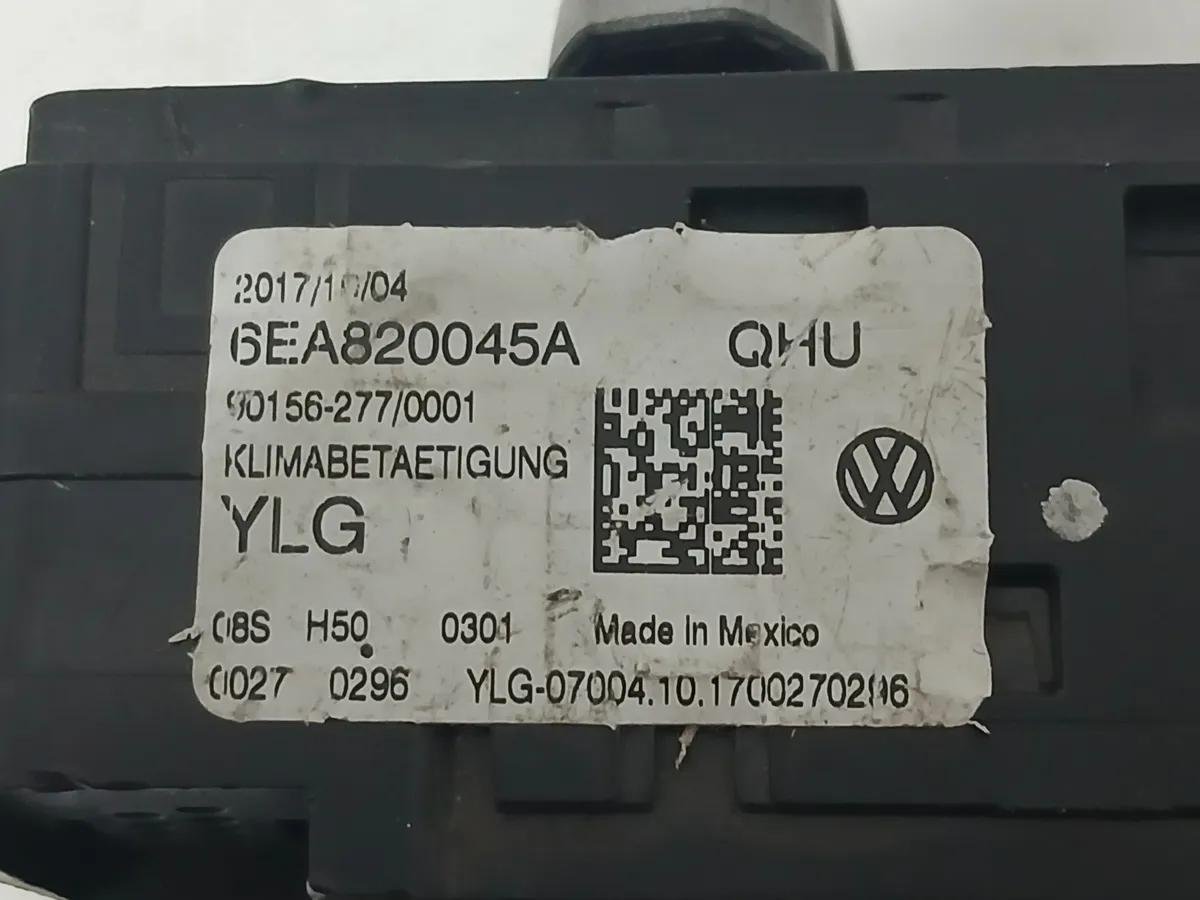 2017/10/04
6EA820045A QHU
90156-277/0001
KLIMABETAETIGUNG
YLG
08S H50 0301 Made in Mexico
0027 0296 YLG-07004.10.1700270296